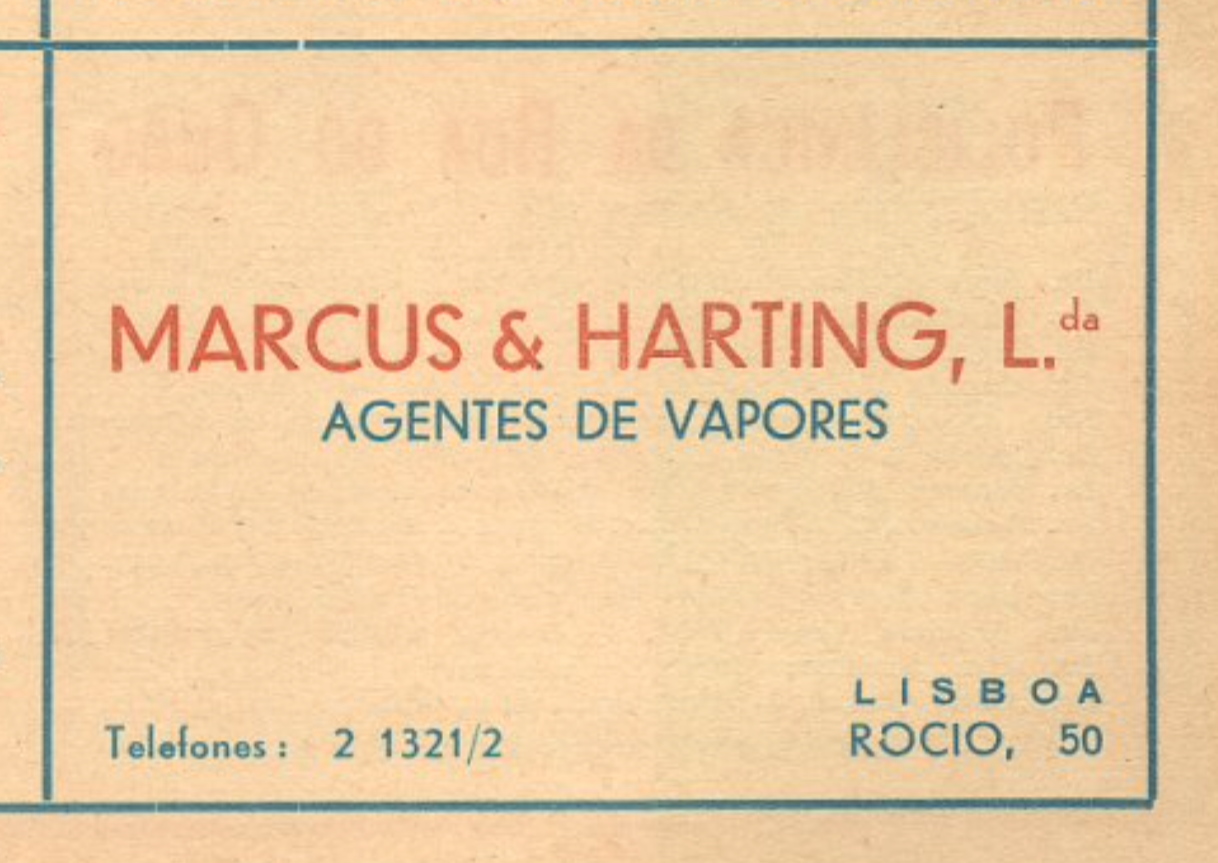 MARCUS & HARTING, L.da
AGENTES DE VAPORES
LISBOA
Telefones: 2 1321/2 ROCIO, 50